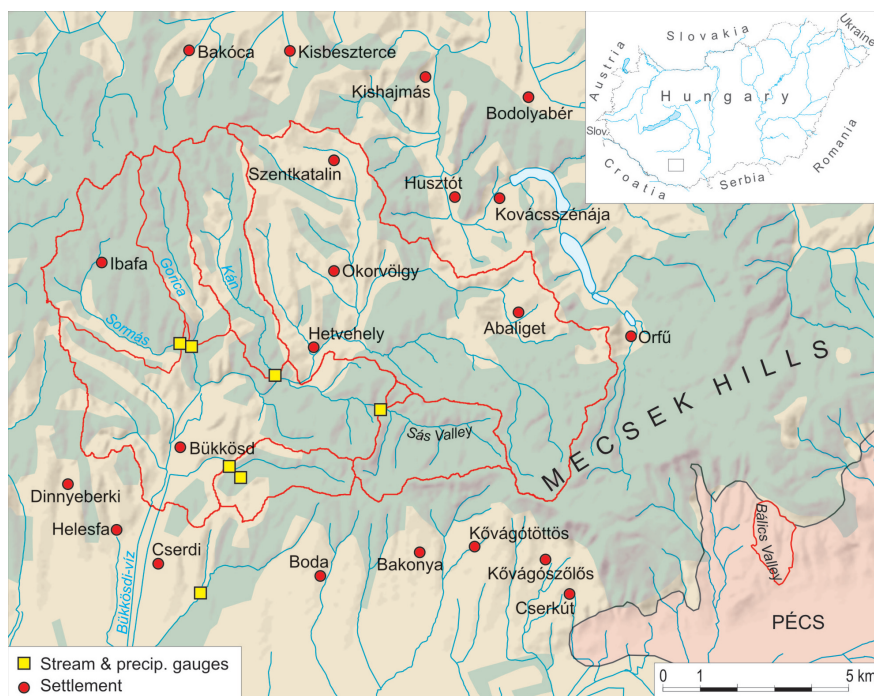 Bakóca
Kisbeszterce
Kishajmás
Bodolyabér
Szentkatalin
Husztót
Kovácsszénája
Ibafa
Gorica
Kán
Okorvölgy
Sormás
Hetvehely
Abaliget
Orfű
MECSEK HILLS
Sás Valley
Bükkösd
Dinnyeberki
Helesfa
Cserdi
Bükkösdi-víz
Boda
Bakonya
Kővágótöttös
Kővágószőlős
Cserkút
Bálics Valley
PÉCS
Slovakia
Ukraine
Austria
Hungary
Romania
Slov.
Croatia
Serbia
Stream & precip. gauges
Settlement
0 1 5 km